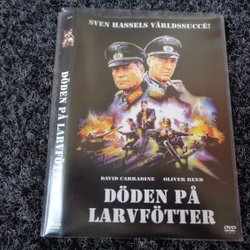 SVEN HASSELS VÄRLDSSUCCÉ!
DÖDEN PÅ LARVFÖTTER
DAVID CARRADINE OLIVER REED
DÖDEN PÅ
LARVFÖTTER
DVD